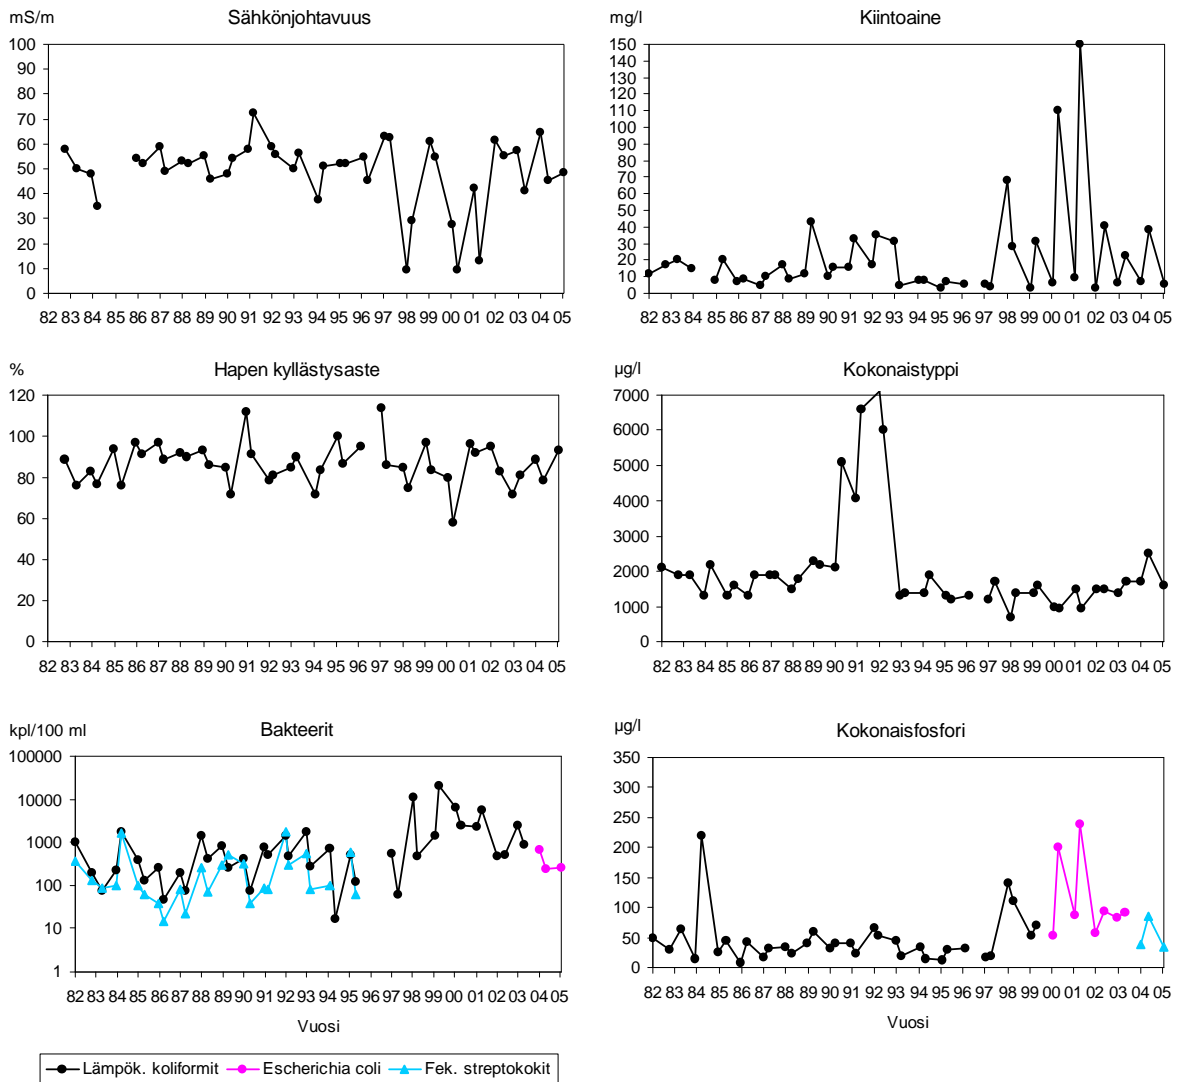 mS/m
Sähkönjohtavuus
100
90
80
70
60
50
40
30
20
10
0
82 83 84 85 86 87 88 89 90 91 92 93 94 95 96 97 98 99 00 01 02 03 04 05
mg/l
Kiintoaine
150
140
130
120
110
100
90
80
70
60
50
40
30
20
10
0
82 83 84 85 86 87 88 89 90 91 92 93 94 95 96 97 98 99 00 01 02 03 04 05
%
Hapen kyllästysaste
120
100
80
60
40
20
0
82 83 84 85 86 87 88 89 90 91 92 93 94 95 96 97 98 99 00 01 02 03 04 05
µg/l
Kokonaistyppi
7000
6000
5000
4000
3000
2000
1000
0
82 83 84 85 86 87 88 89 90 91 92 93 94 95 96 97 98 99 00 01 02 03 04 05
kpl/100 ml
Bakteerit
100000
10000
1000
100
10
1
82 83 84 85 86 87 88 89 90 91 92 93 94 95 96 97 98 99 00 01 02 03 04 05
Vuosi
µg/l
Kokonaisfosfori
350
300
250
200
150
100
50
0
82 83 84 85 86 87 88 89 90 91 92 93 94 95 96 97 98 99 00 01 02 03 04 05
Vuosi
Lämpök. koliformit
Escherichia coli
Fek. streptokokit